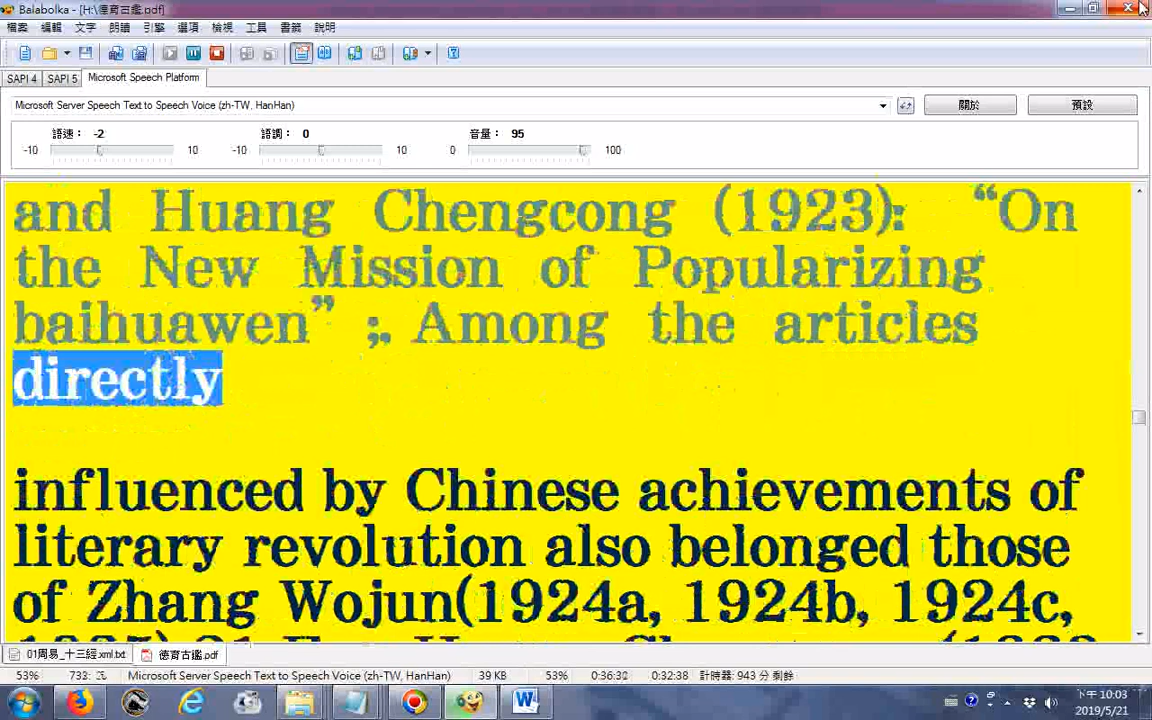 Balabolka - [H:\德育古鑑.pdf]
檔案 編輯 文字 朗讀 引擎 選項 檢視 工具 書籤 說明
SAPI 4 SAPI 5 Microsoft Speech Platform
Microsoft Server Speech Text to Speech Voice (zh-TW, HanHan) 關於 預設
語速: -2 語調: 0 音量: 95
-10 10 -10 10 0 100
and Huang Chengcong (1923): “On
the New Mission of Popularizing
baihuawen” ;. Among the articles
directly
influenced by Chinese achievements of
literary revolution also belonged those
of Zhang Wojun(1924a, 1924b, 1924c,
01周易_十三經.xml.txt 德育古鑑.pdf
53% Microsoft Server Speech Text to Speech Voice (zh-TW, HanHan) 39 KB 53% 0:36:32 0:32:38 計時器: 943 分 剩餘
下午 10:03
2019/5/21